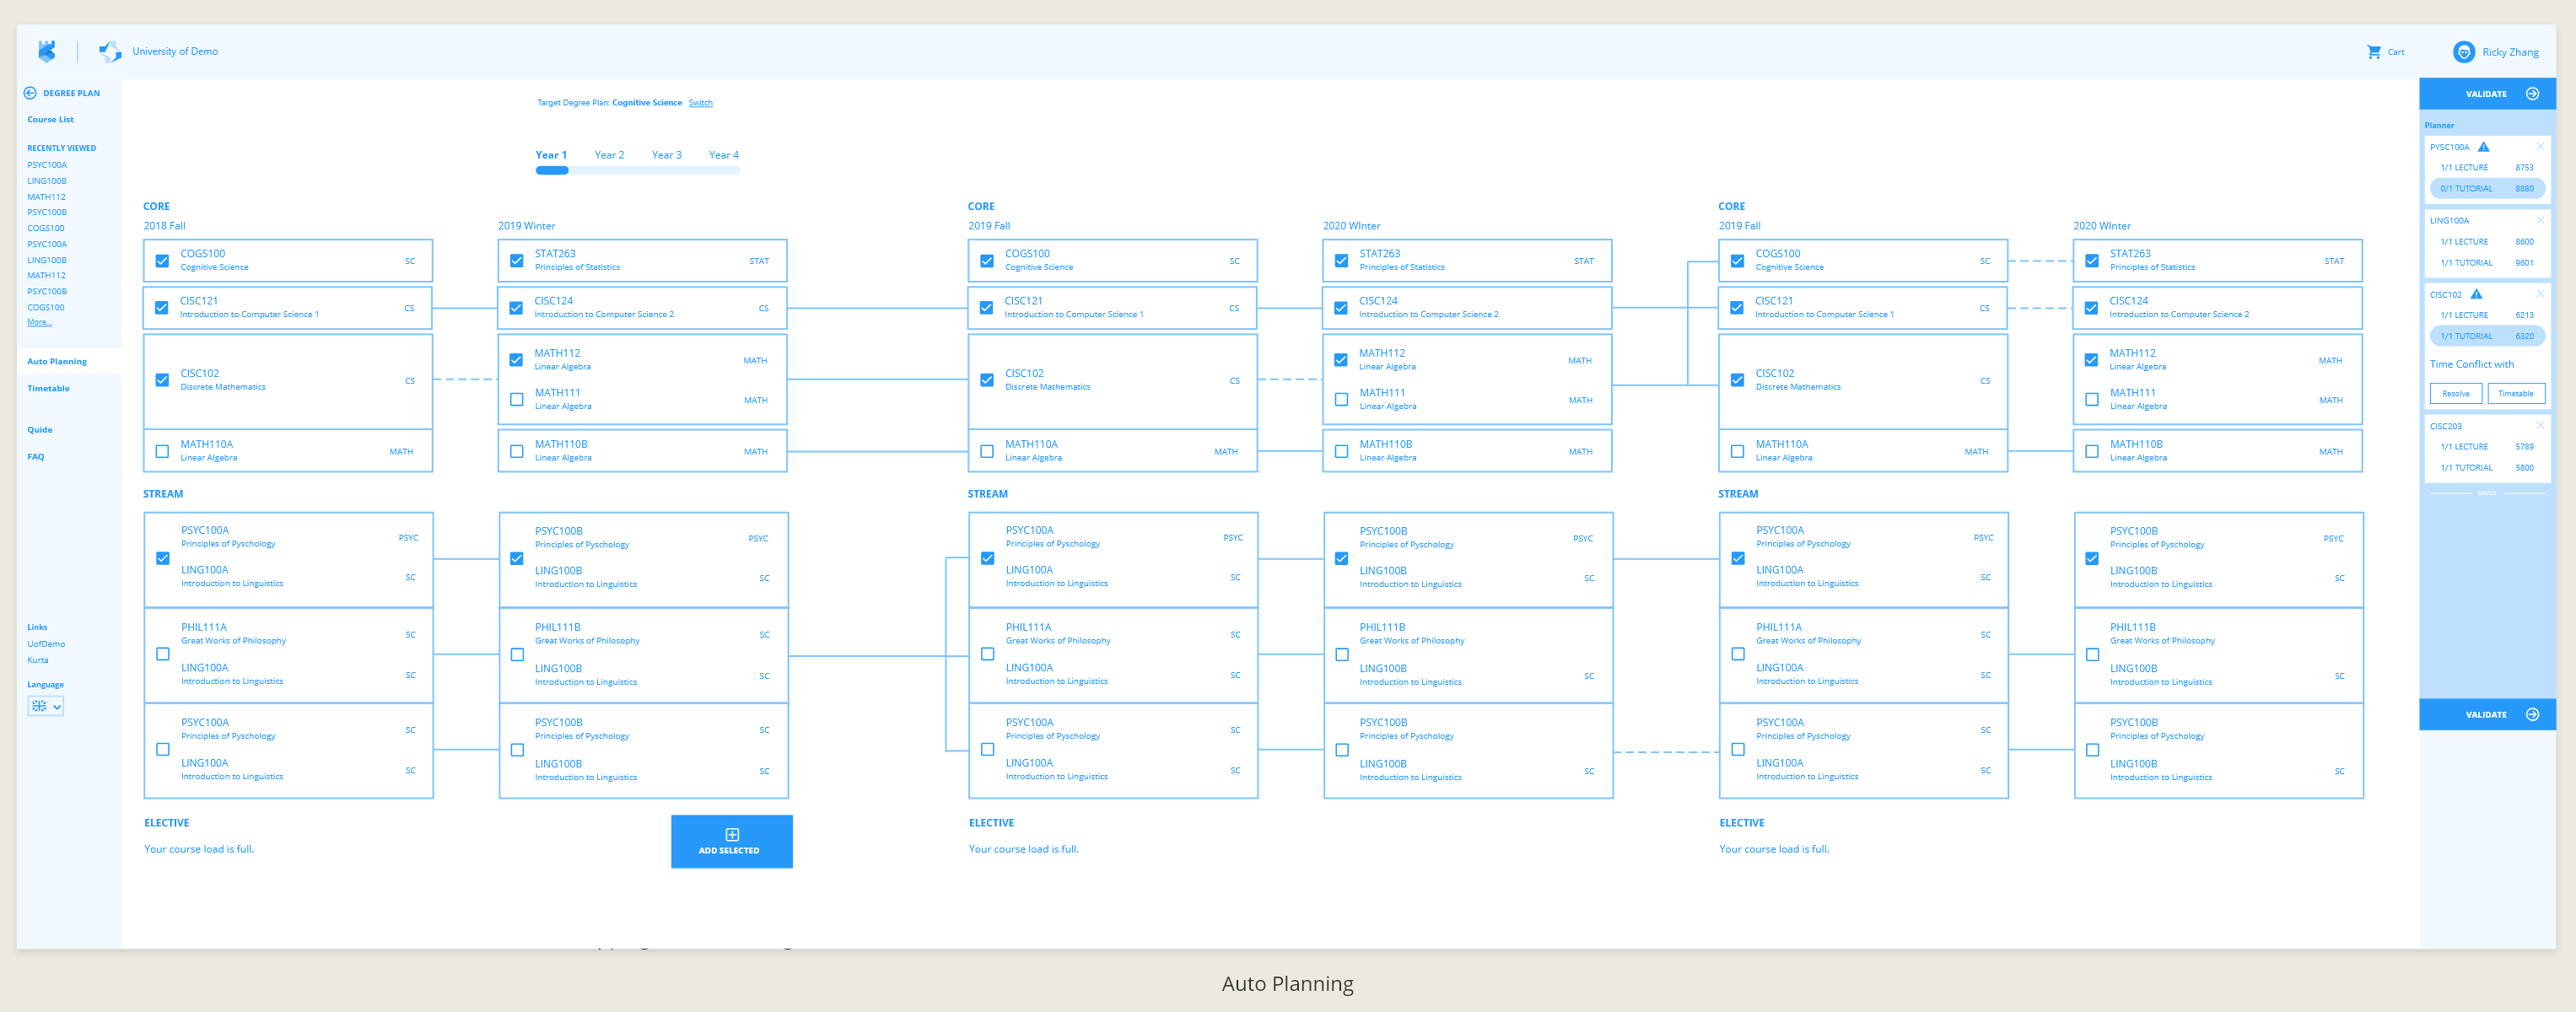 University of Demo
Cart
Ricky Zhang
DEGREE PLAN
Course List
RECENTLY VIEWED
PSYC100A
LING100B
MATH112
PSYC100B
COGS100
PSYC100A
LING100B
MATH112
PSYC100B
COGS100
More...
Auto Planning
Timetable
Quide
FAQ
Links
UofDemo
Kurta
Language
Target Degree Plan: Cognitive Science Switch
Year 1 Year 2 Year 3 Year 4
CORE
2018 Fall
COGS100 SC
Cognitive Science
CISC121 CS
Introduction to Computer Science 1
CISC102 CS
Discrete Mathematics
MATH110A MATH
Linear Algebra
2019 Winter
STAT263 STAT
Principles of Statistics
CISC124 CS
Introduction to Computer Science 2
MATH112 MATH
Linear Algebra
MATH111 MATH
Linear Algebra
MATH110B MATH
Linear Algebra
STREAM
PSYC100A PSYC
Principles of Pyschology
LING100A SC
Introduction to Linguistics
PHIL111A SC
Great Works of Philosophy
LING100A SC
Introduction to Linguistics
PSYC100A SC
Principles of Pyschology
LING100A SC
Introduction to Linguistics
PSYC100B PSYC
Principles of Pyschology
LING100B SC
Introduction to Linguistics
PHIL111B SC
Great Works of Philosophy
LING100B SC
Introduction to Linguistics
PSYC100B SC
Principles of Pyschology
LING100B SC
Introduction to Linguistics
ELECTIVE
Your course load is full.
ADD SELECTED
CORE
2019 Fall
COGS100 SC
Cognitive Science
CISC121 CS
Introduction to Computer Science 1
CISC102 CS
Discrete Mathematics
MATH110A MATH
Linear Algebra
2020 WInter
STAT263 STAT
Principles of Statistics
CISC124
Introduction to Computer Science 2
MATH112 MATH
Linear Algebra
MATH111 MATH
Linear Algebra
MATH110B MATH
Linear Algebra
STREAM
PSYC100A PSYC
Principles of Pyschology
LING100A SC
Introduction to Linguistics
PHIL111A SC
Great Works of Philosophy
LING100A SC
Introduction to Linguistics
PSYC100A SC
Principles of Pyschology
LING100A SC
Introduction to Linguistics
PSYC100B PSYC
Principles of Pyschology
LING100B SC
Introduction to Linguistics
PHIL111B
Great Works of Philosophy
LING100B SC
Introduction to Linguistics
PSYC100B
Principles of Pyschology
LING100B SC
Introduction to Linguistics
ELECTIVE
Your course load is full.
CORE
2019 Fall
COGS100 SC
Cognitive Science
CISC121 CS
Introduction to Computer Science 1
CISC102 CS
Discrete Mathematics
MATH110A MATH
Linear Algebra
2020 WInter
STAT263 STAT
Principles of Statistics
CISC124
Introduction to Computer Science 2
MATH112 MATH
Linear Algebra
MATH111 MATH
Linear Algebra
MATH110B MATH
Linear Algebra
STREAM
PSYC100A PSYC
Principles of Pyschology
LING100A SC
Introduction to Linguistics
PHIL111A SC
Great Works of Philosophy
LING100A SC
Introduction to Linguistics
PSYC100A SC
Principles of Pyschology
LING100A SC
Introduction to Linguistics
PSYC100B PSYC
Principles of Pyschology
LING100B SC
Introduction to Linguistics
PHIL111B
Great Works of Philosophy
LING100B SC
Introduction to Linguistics
PSYC100B
Principles of Pyschology
LING100B SC
Introduction to Linguistics
ELECTIVE
Your course load is full.
VALIDATE
Planner
PYSC100A
1/1 LECTURE 8753
0/1 TUTORIAL 8880
LING100A
1/1 LECTURE 8600
1/1 TUTORIAL 9601
CISC102
1/1 LECTURE 6213
1/1 TUTORIAL 6320
Time Conflict with
Resolve Timetable
CISC203
1/1 LECTURE 5789
1/1 TUTORIAL 5800
SAVED
VALIDATE
Auto Planning